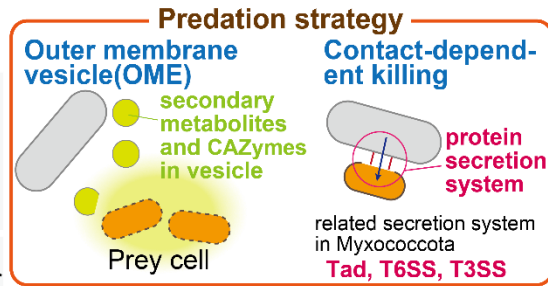 Predation strategy
Outer membrane
vesicle(OME)
secondary
metabolites
and CAZymes
in vesicle
Prey cell
Contact-depend-
ent killing
protein
secretion
system
related secretion system
in Myxococcota
Tad, T6SS, T3SS